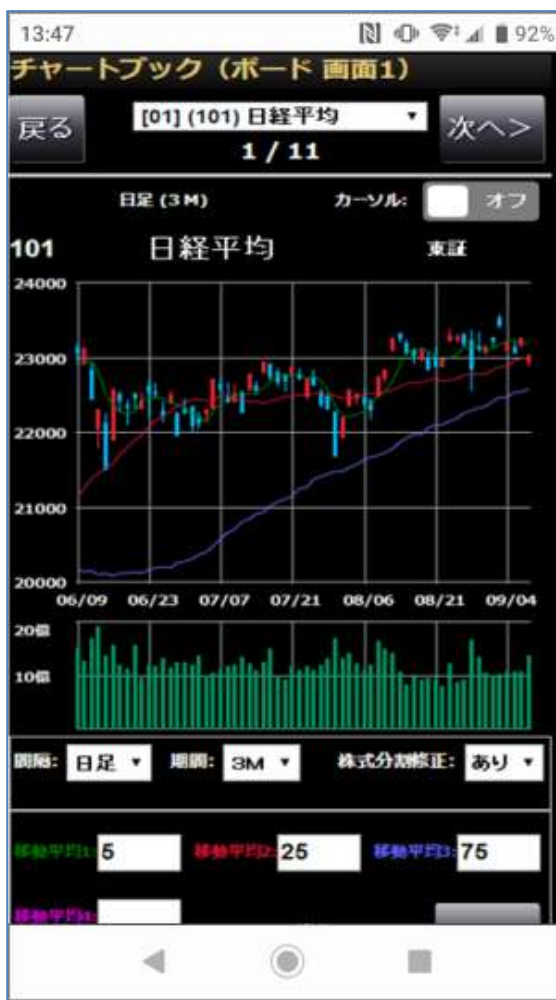 13:47 92%
チャートブック（ボード 画面1）
戻る [01] (101) 日経平均 次へ>
1 / 11
日足 (3M) カーソル: オフ
101 日経平均 東証
24000
23000
22000
21000
20000
06/09 06/23 07/07 07/21 08/06 08/21 09/04
20億
10億
間隔: 日足 期間: 3M 株式分割修正: あり
移動平均1: 5 移動平均2: 25 移動平均3: 75
移動平均4: